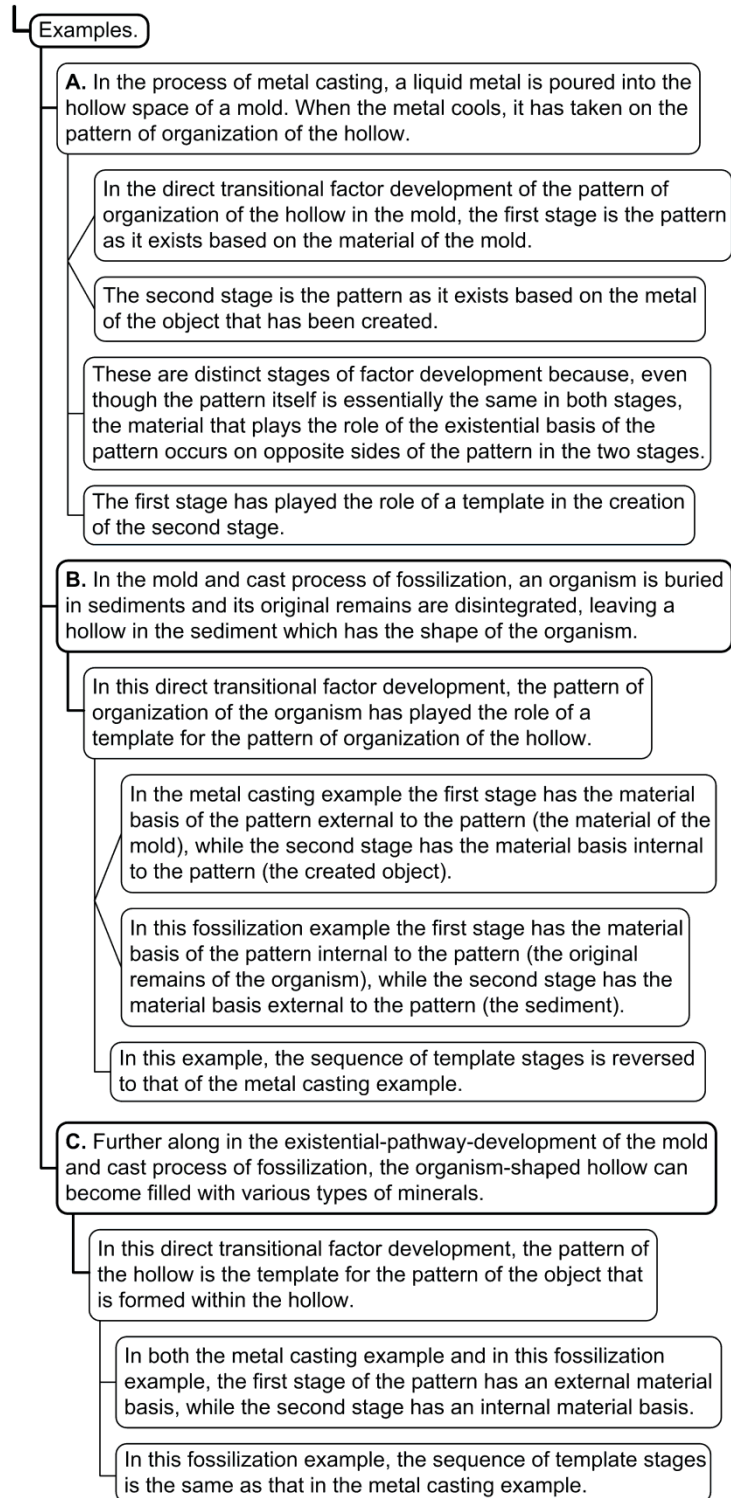 Examples.
A. In the process of metal casting, a liquid metal is poured into the
hollow space of a mold. When the metal cools, it has taken on the
pattern of organization of the hollow.
In the direct transitional factor development of the pattern of
organization of the hollow in the mold, the first stage is the pattern
as it exists based on the material of the mold.
The second stage is the pattern as it exists based on the metal
of the object that has been created.
These are distinct stages of factor development because, even
though the pattern itself is essentially the same in both stages,
the material that plays the role of the existential basis of the
pattern occurs on opposite sides of the pattern in the two stages.
The first stage has played the role of a template in the creation
of the second stage.
B. In the mold and cast process of fossilization, an organism is buried
in sediments and its original remains are disintegrated, leaving a
hollow in the sediment which has the shape of the organism.
In this direct transitional factor development, the pattern of
organization of the organism has played the role of a
template for the pattern of organization of the hollow.
In the metal casting example the first stage has the material
basis of the pattern external to the pattern (the material of the
mold), while the second stage has the material basis internal
to the pattern (the created object).
In this fossilization example the first stage has the material
basis of the pattern internal to the pattern (the original
remains of the organism), while the second stage has the
material basis external to the pattern (the sediment).
In this example, the sequence of template stages is reversed
to that of the metal casting example.
C. Further along in the existential-pathway-development of the mold
and cast process of fossilization, the organism-shaped hollow can
become filled with various types of minerals.
In this direct transitional factor development, the pattern of
the hollow is the template for the pattern of the object that
is formed within the hollow.
In both the metal casting example and in this fossilization
example, the first stage of the pattern has an external material
basis, while the second stage has an internal material basis.
In this fossilization example, the sequence of template stages
is the same as that in the metal casting example.